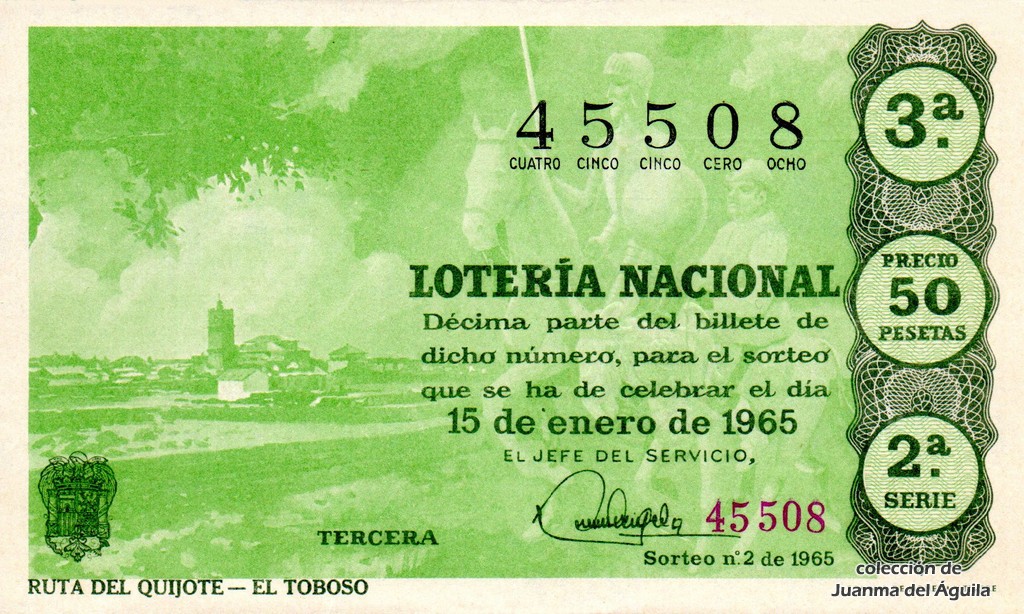 45508
CUATRO CINCO CINCO CERO OCHO
3ª.
LOTERÍA NACIONAL
Décima parte del billete de
dicho número, para el sorteo
que se ha de celebrar el día
15 de enero de 1965
EL JEFE DEL SERVICIO,
PRECIO
50
PESETAS
2ª.
SERIE
45508
TERCERA
Sorteo n.º 2 de 1965
RUTA DEL QUIJOTE — EL TOBOSO
colección de
Juanma del Águila